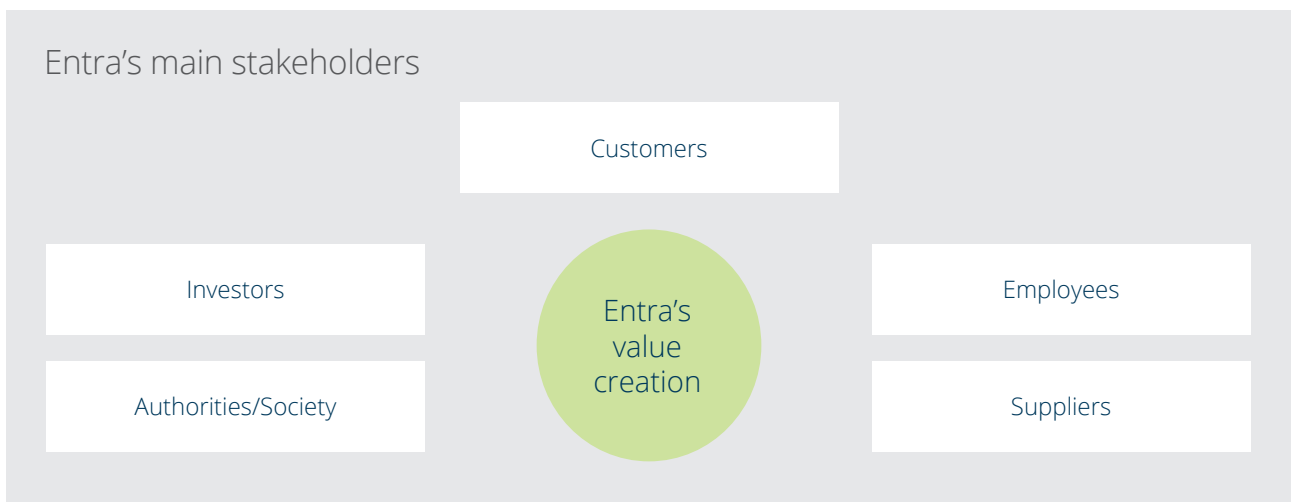 Entra’s main stakeholders
Customers
Investors
Employees
Entra’s
value
creation
Authorities/Society
Suppliers